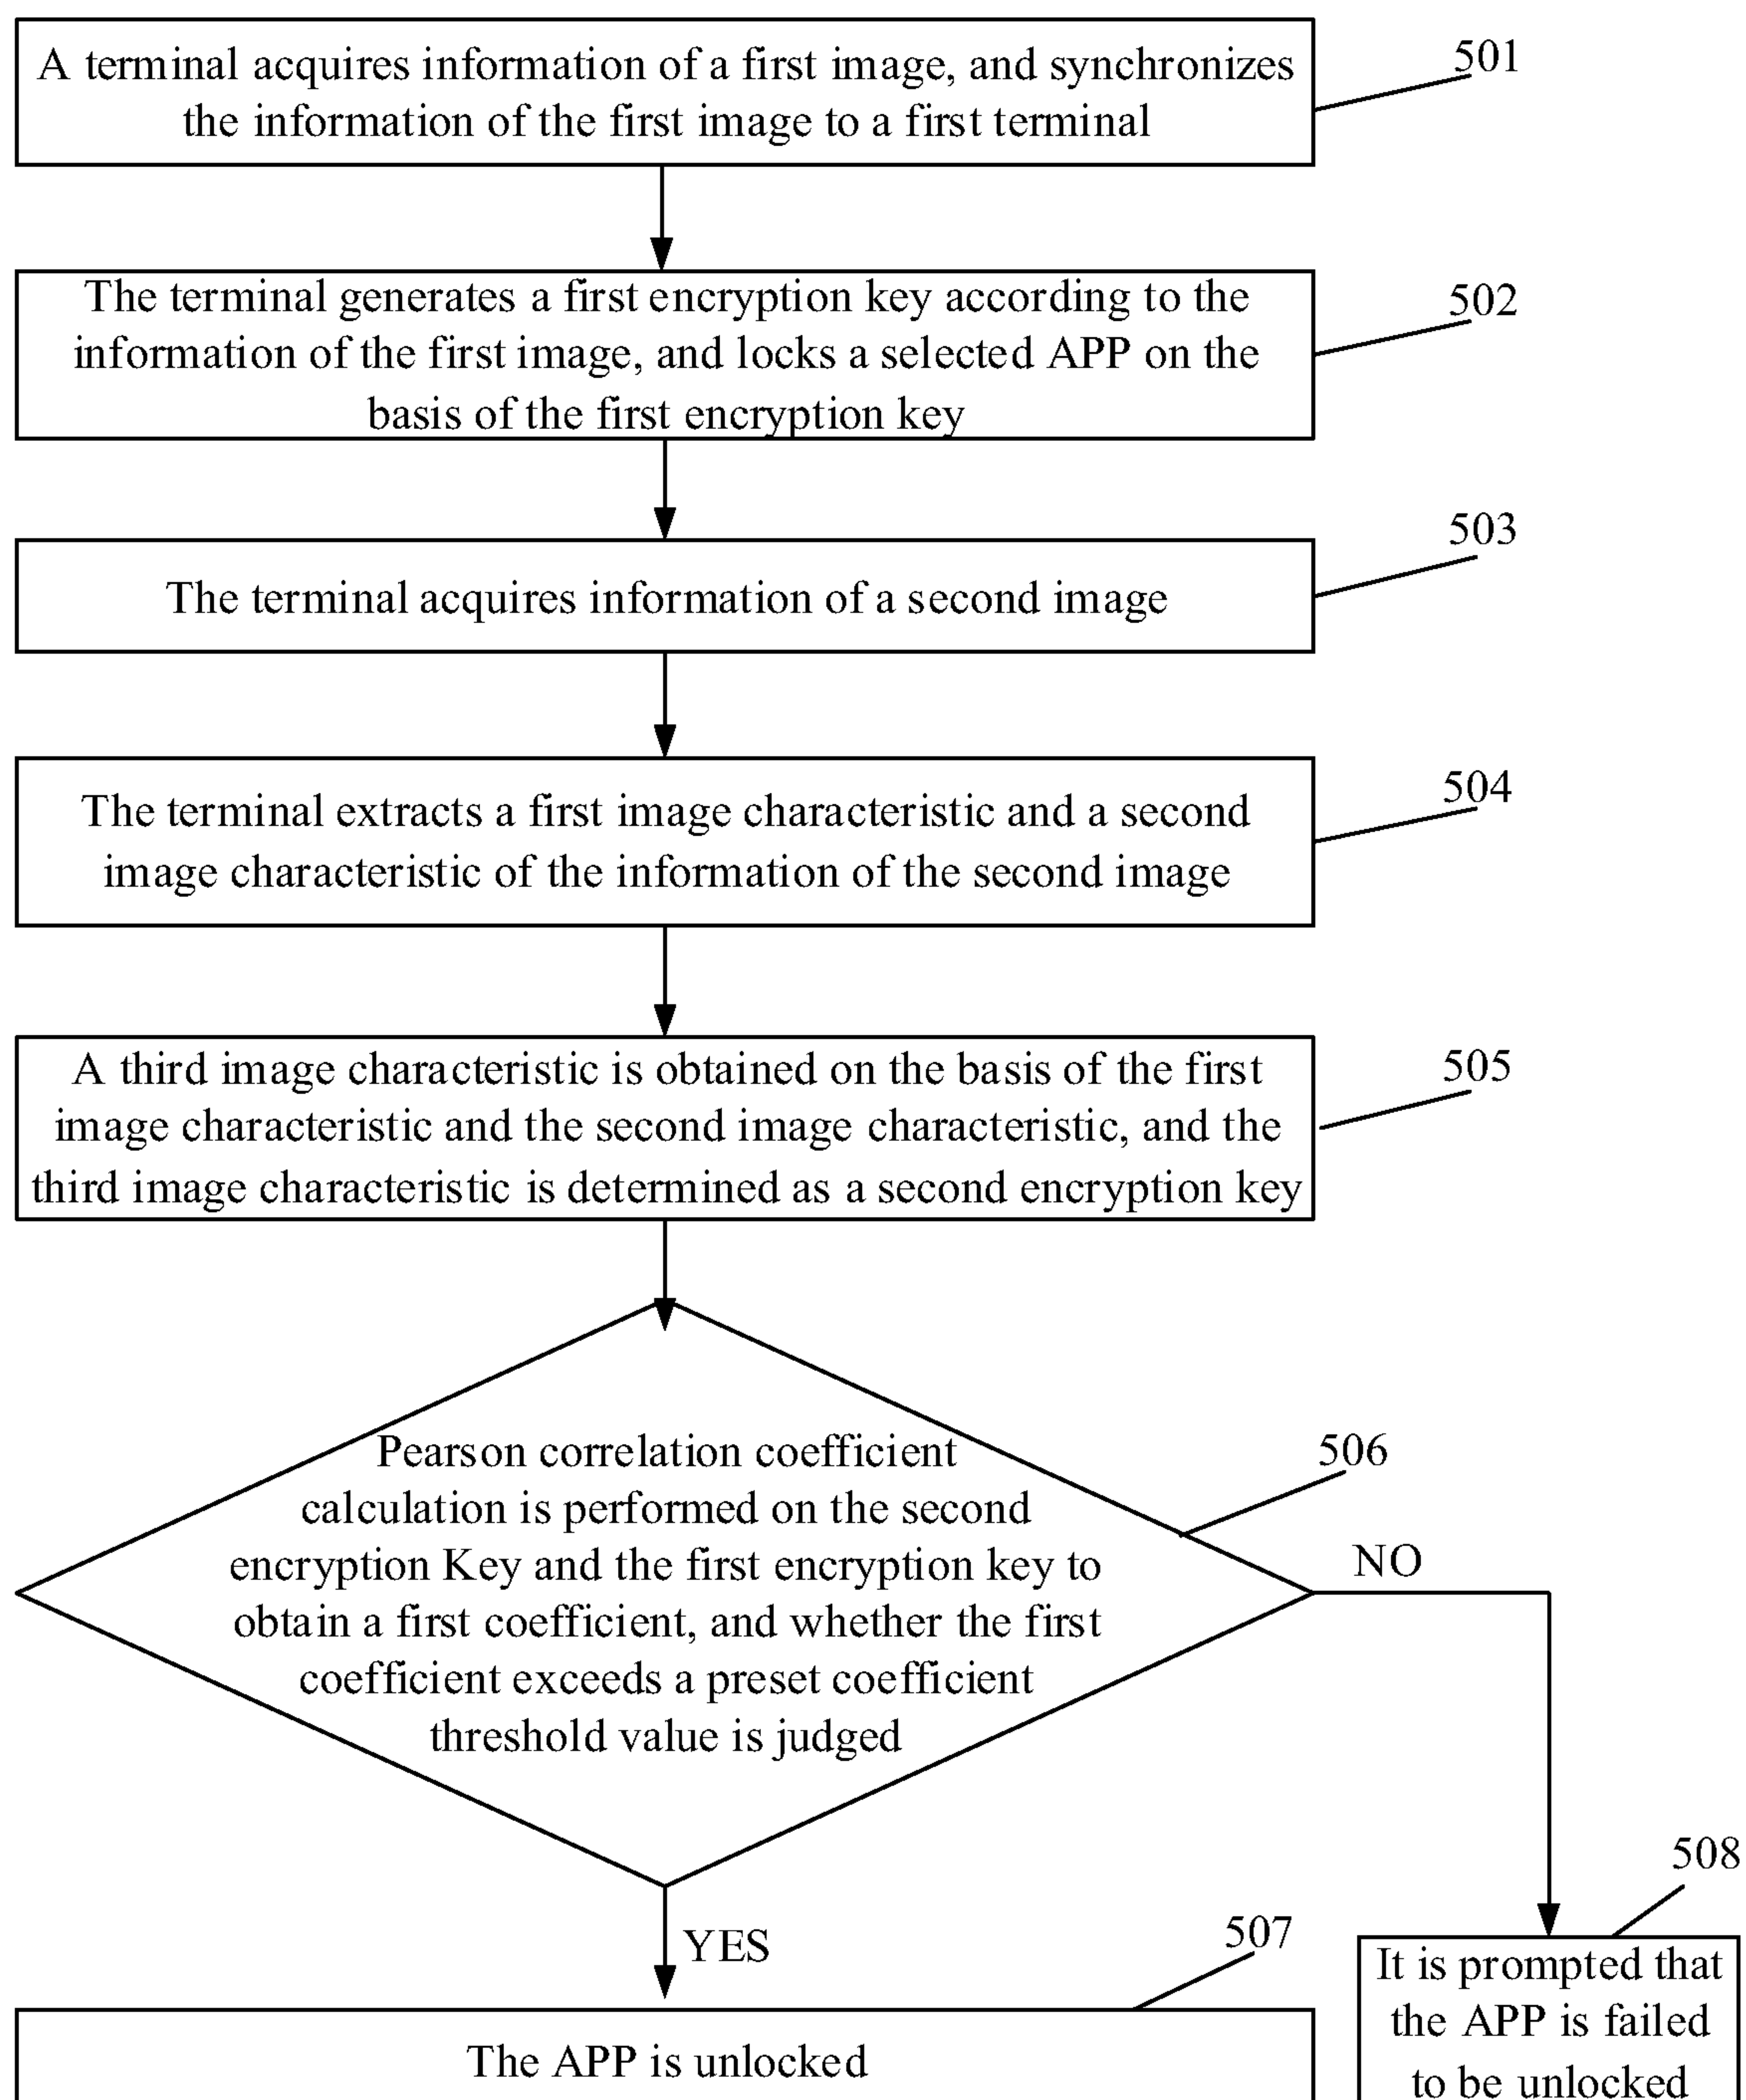 A terminal acquires information of a first image, and synchronizes
the information of the first image to a first terminal
501
The terminal generates a first encryption key according to the
information of the first image, and locks a selected APP on the
basis of the first encryption key
502
The terminal acquires information of a second image
503
The terminal extracts a first image characteristic and a second
image characteristic of the information of the second image
504
A third image characteristic is obtained on the basis of the first
image characteristic and the second image characteristic, and the
third image characteristic is determined as a second encryption key
505
Pearson correlation coefficient
calculation is performed on the second
encryption Key and the first encryption key to
obtain a first coefficient, and whether the first
coefficient exceeds a preset coefficient
threshold value is judged
506
NO
YES
507
The APP is unlocked
508
It is prompted that
the APP is failed
to be unlocked